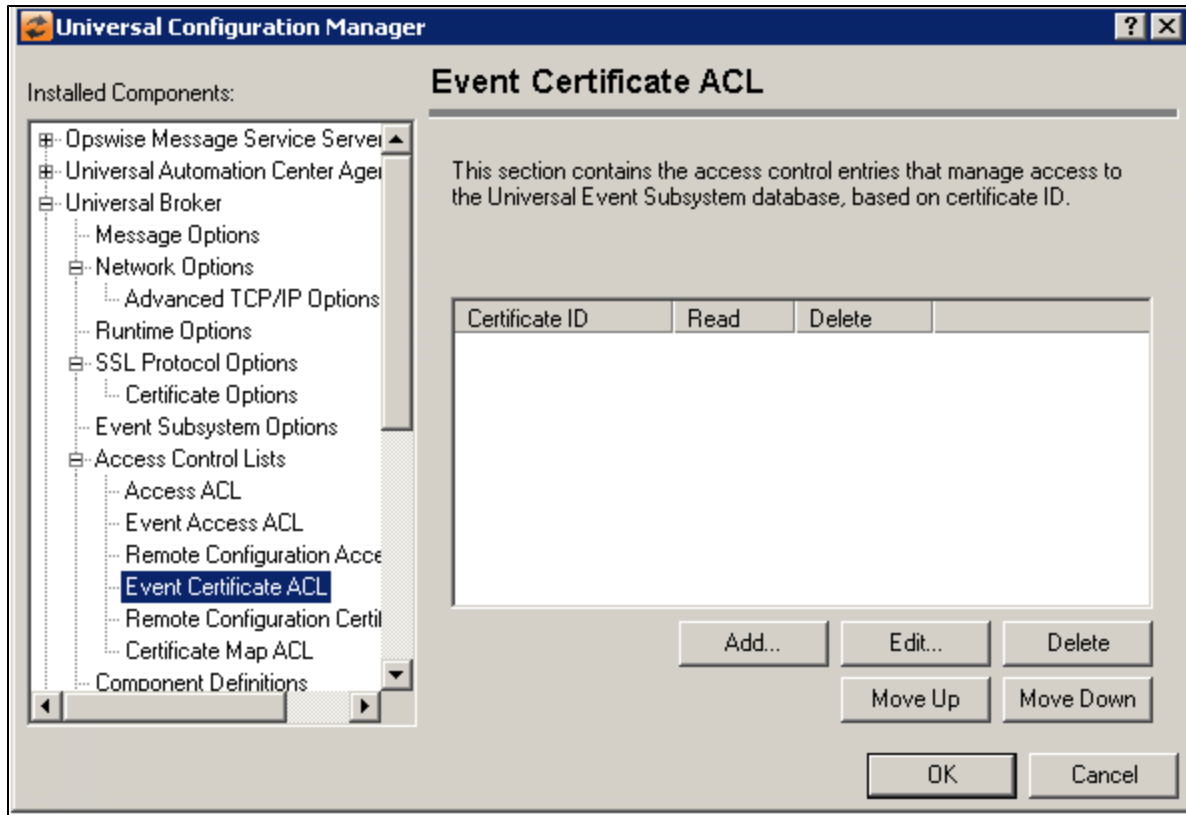 Universal Configuration Manager
Installed Components:
Opswise Message Service Server
Universal Automation Center Agen
Universal Broker
Message Options
Network Options
Advanced TCP/IP Options
Runtime Options
SSL Protocol Options
Certificate Options
Event Subsystem Options
Access Control Lists
Access ACL
Event Access ACL
Remote Configuration Acce
Event Certificate ACL
Remote Configuration Certif
Certificate Map ACL
Component Definitions
Event Certificate ACL
This section contains the access control entries that manage access to
the Universal Event Subsystem database, based on certificate ID.
Certificate ID Read Delete
Add... Edit... Delete
Move Up Move Down
OK Cancel